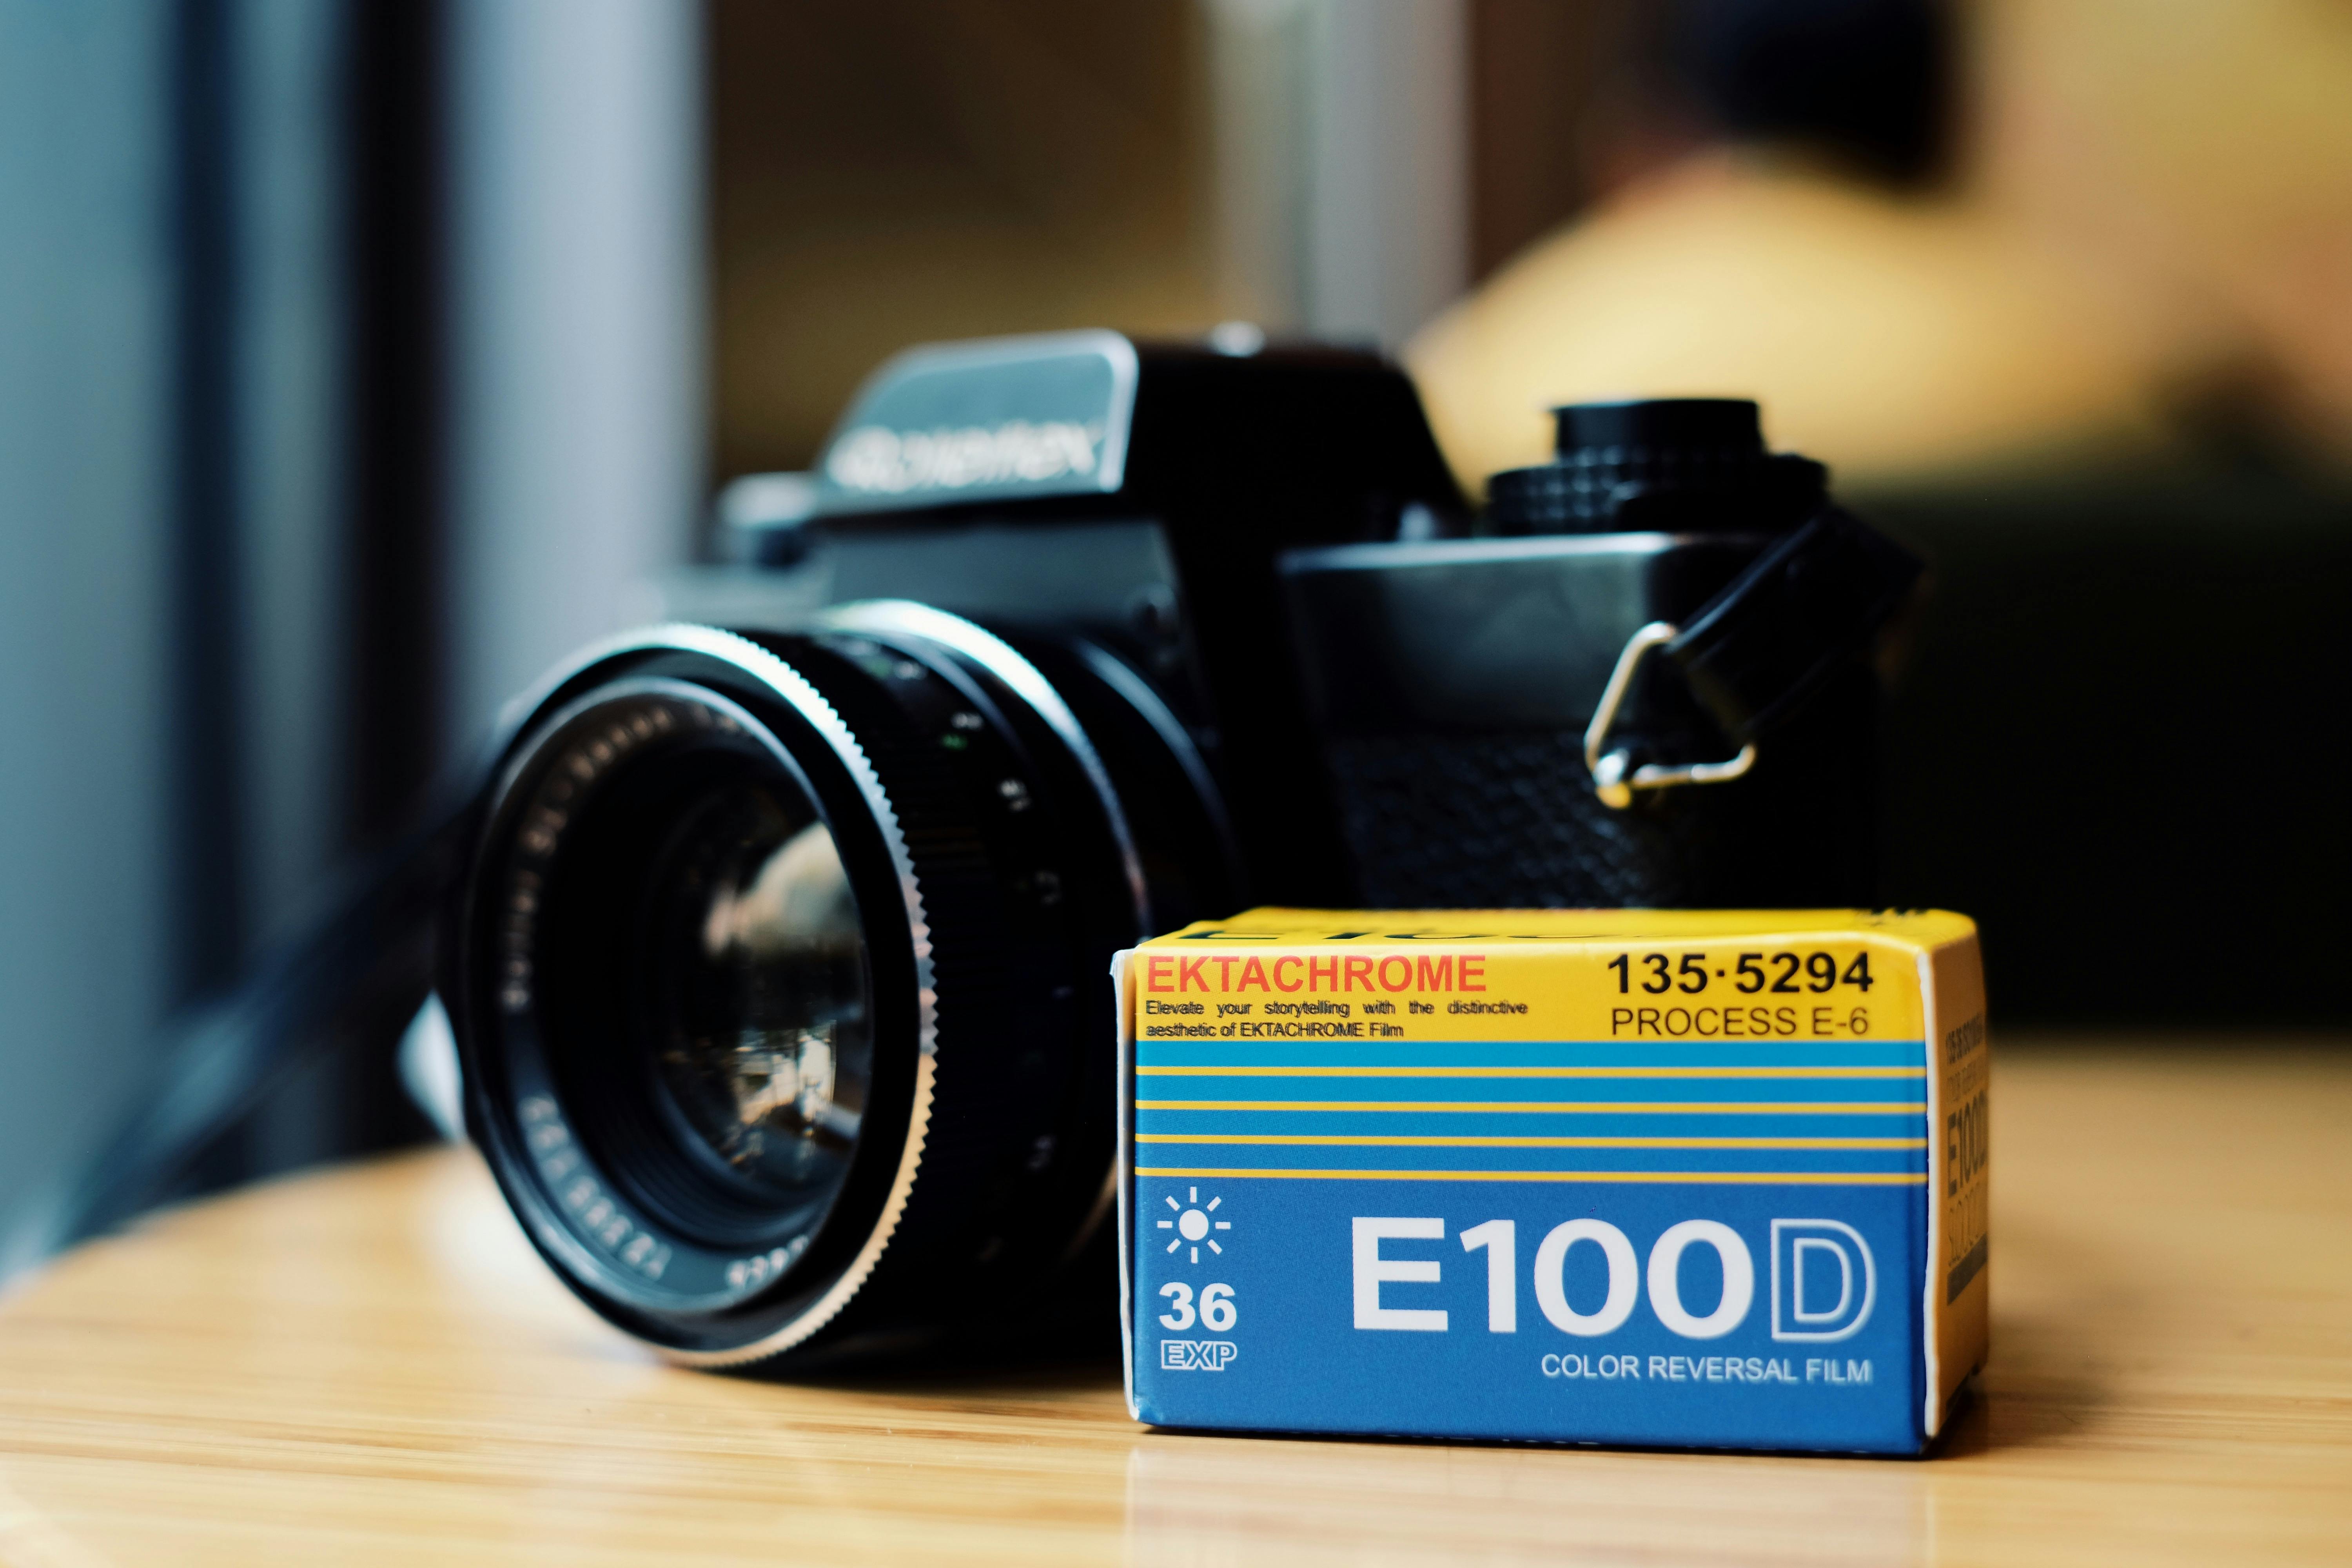 Rolleiflex
EKTACHROME
Elevate your storytelling with the distinctive
aesthetic of EKTACHROME Film
135·5294
PROCESS E-6
36
EXP
E100D
COLOR REVERSAL FILM